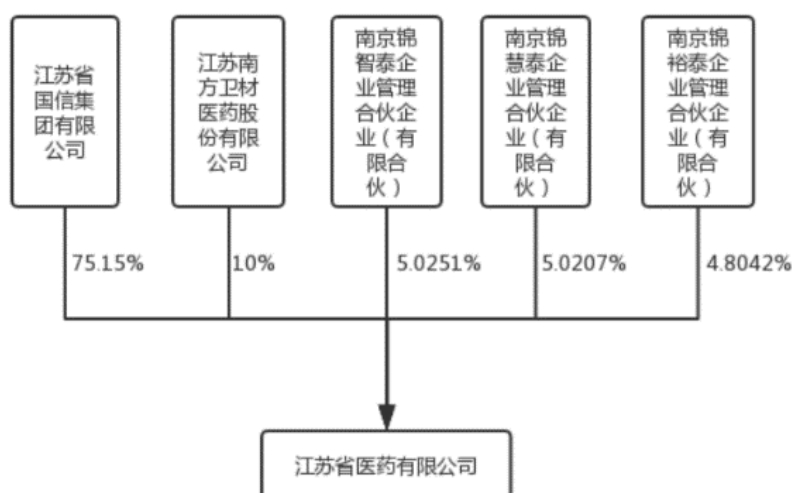 江苏省
国信集
团有限
公司
江苏南
方卫材
医药股
份有限
公司
南京锦
智泰企
业管理
合伙企
业（有
限合
伙）
南京锦
慧泰企
业管理
合伙企
业（有
限合
伙）
南京锦
裕泰企
业管理
合伙企
业（有
限合
伙）
75.15%
10%
5.0251%
5.0207%
4.8042%
江苏省医药有限公司